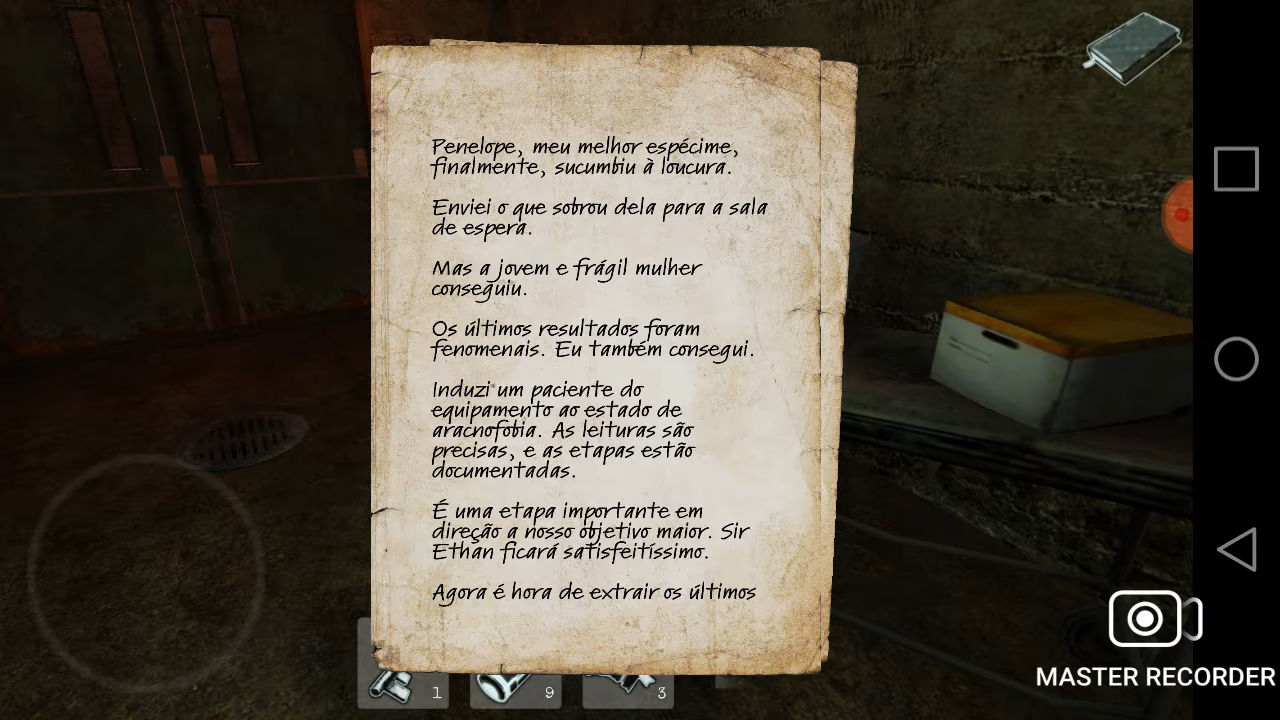 Penelope, meu melhor espécime,
finalmente, sucumbiu à loucura.
Enviei o que sobrou dela para a sala
de espera.
Mas a jovem e frágil mulher
conseguiu.
Os últimos resultados foram
fenomenais. Eu também consegui.
Induzi um paciente do
equipamento ao estado de
aracnofobia. As leituras são
precisas, e as etapas estão
documentadas.
É uma etapa importante em
direção a nosso objetivo maior. Sir
Ethan ficará satisfeitíssimo.
Agora é hora de extrair os últimos
1 9 3
MASTER RECORDER